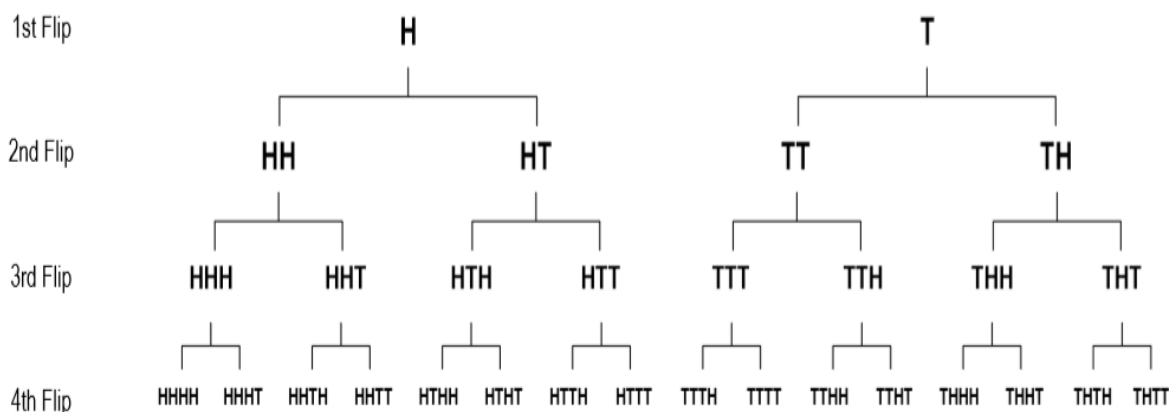 1st Flip H T
2nd Flip HH HT TT TH
3rd Flip HHH HHT HTH HTT TTT TTH THH THT
4th Flip HHHH HHHT HHTH HHTT HTHH HTHT HTTH HTTT TTTH TTTT TTHH TTHT THHH THHT THTH THTT